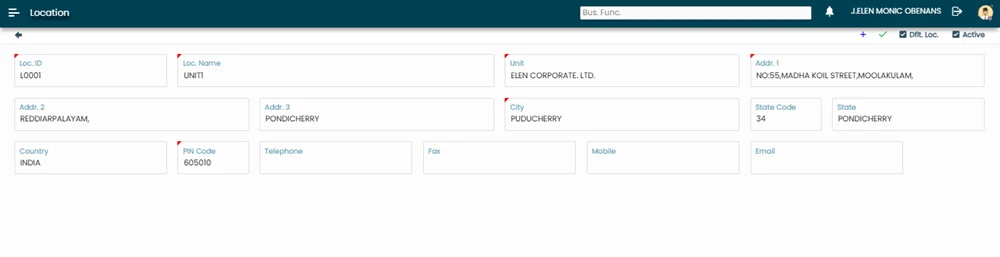 Location
Bus. Func.
J.ELEN MONIC OBENANS
Dflt. Loc.
Active
Loc. ID
L0001
Loc. Name
UNIT1
Unit
ELEN CORPORATE. LTD.
Addr. 1
NO:55,MADHA KOIL STREET,MOOLAKULAM,
Addr. 2
REDDIARPALAYAM,
Addr. 3
PONDICHERRY
City
PUDUCHERRY
State Code
34
State
PONDICHERRY
Country
INDIA
PIN Code
605010
Telephone
Fax
Mobile
Email